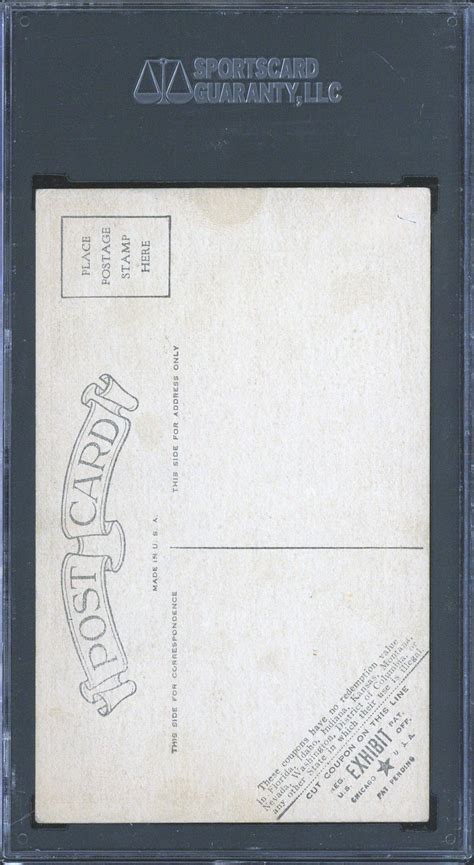 SPORTSCARD
GUARANTY, LLC
PLACE
POSTAGE
STAMP
HERE
POST CARD
MADE IN U. S. A.
THIS SIDE FOR CORRESPONDENCE
THIS SIDE FOR ADDRESS ONLY
These coupons have no redemption value
in Florida, Idaho, Indiana, Kansas, Montana,
Nevada, Washington, District of Columbia, or
any other State in which their use is illegal.
CUT COUPON ON THIS LINE
REG. EXHIBIT PAT.
U.S. OFF.
CHICAGO ★ U.S.A.
PAT PENDING